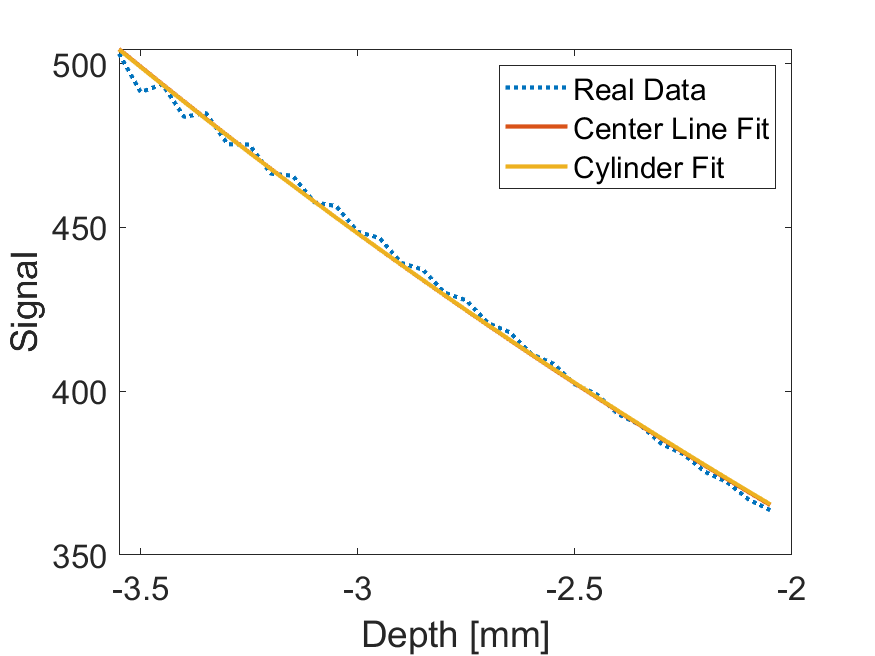 500
450
400
350
-3.5
-3
-2.5
-2
Signal
Depth [mm]
Real Data
Center Line Fit
Cylinder Fit